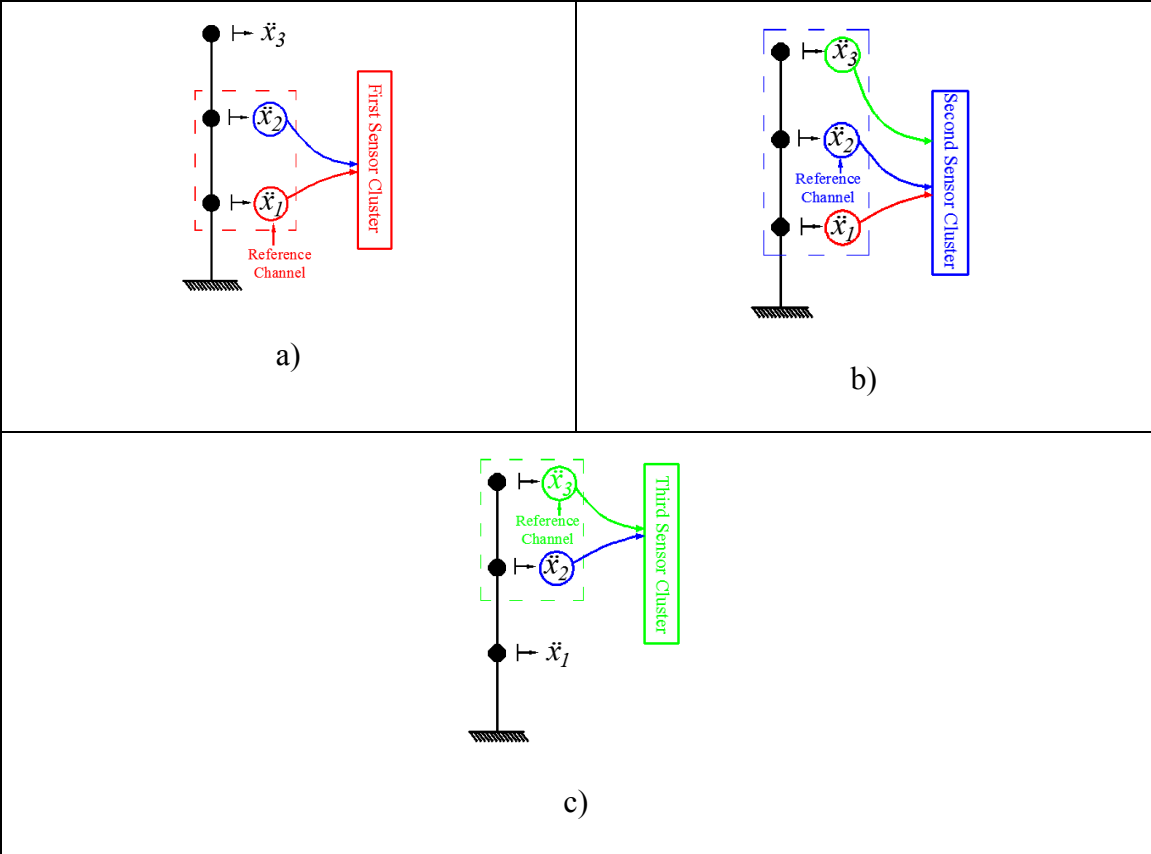 ẍ3
ẍ2
ẍ1
Reference
Channel
First Sensor Cluster
a)
ẍ3
ẍ2
Reference
Channel
ẍ1
Second Sensor Cluster
b)
ẍ3
Reference
Channel
ẍ2
ẍ1
Third Sensor Cluster
c)